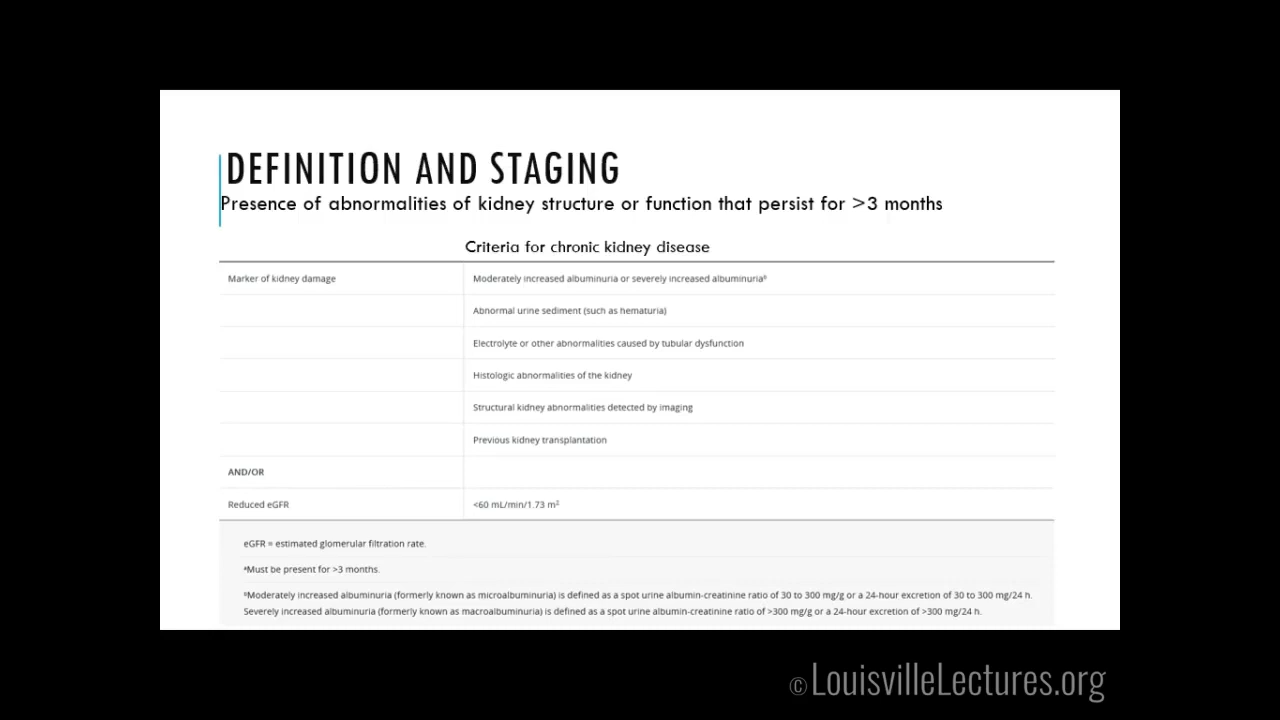 DEFINITION AND STAGING
Presence of abnormalities of kidney structure or function that persist for >3 months
Criteria for chronic kidney disease
Marker of kidney damage Moderately increased albuminuria or severely increased albuminuriaᵇ
Abnormal urine sediment (such as hematuria)
Electrolyte or other abnormalities caused by tubular dysfunction
Histologic abnormalities of the kidney
Structural kidney abnormalities detected by imaging
Previous kidney transplantation
AND/OR
Reduced eGFR <60 mL/min/1.73 m²
eGFR = estimated glomerular filtration rate.
ᵃMust be present for >3 months.
ᵇModerately increased albuminuria (formerly known as microalbuminuria) is defined as a spot urine albumin-creatinine ratio of 30 to 300 mg/g or a 24-hour excretion of 30 to 300 mg/24 h.
Severely increased albuminuria (formerly known as macroalbuminuria) is defined as a spot urine albumin-creatinine ratio of >300 mg/g or a 24-hour excretion of >300 mg/24 h.
© LouisvilleLectures.org